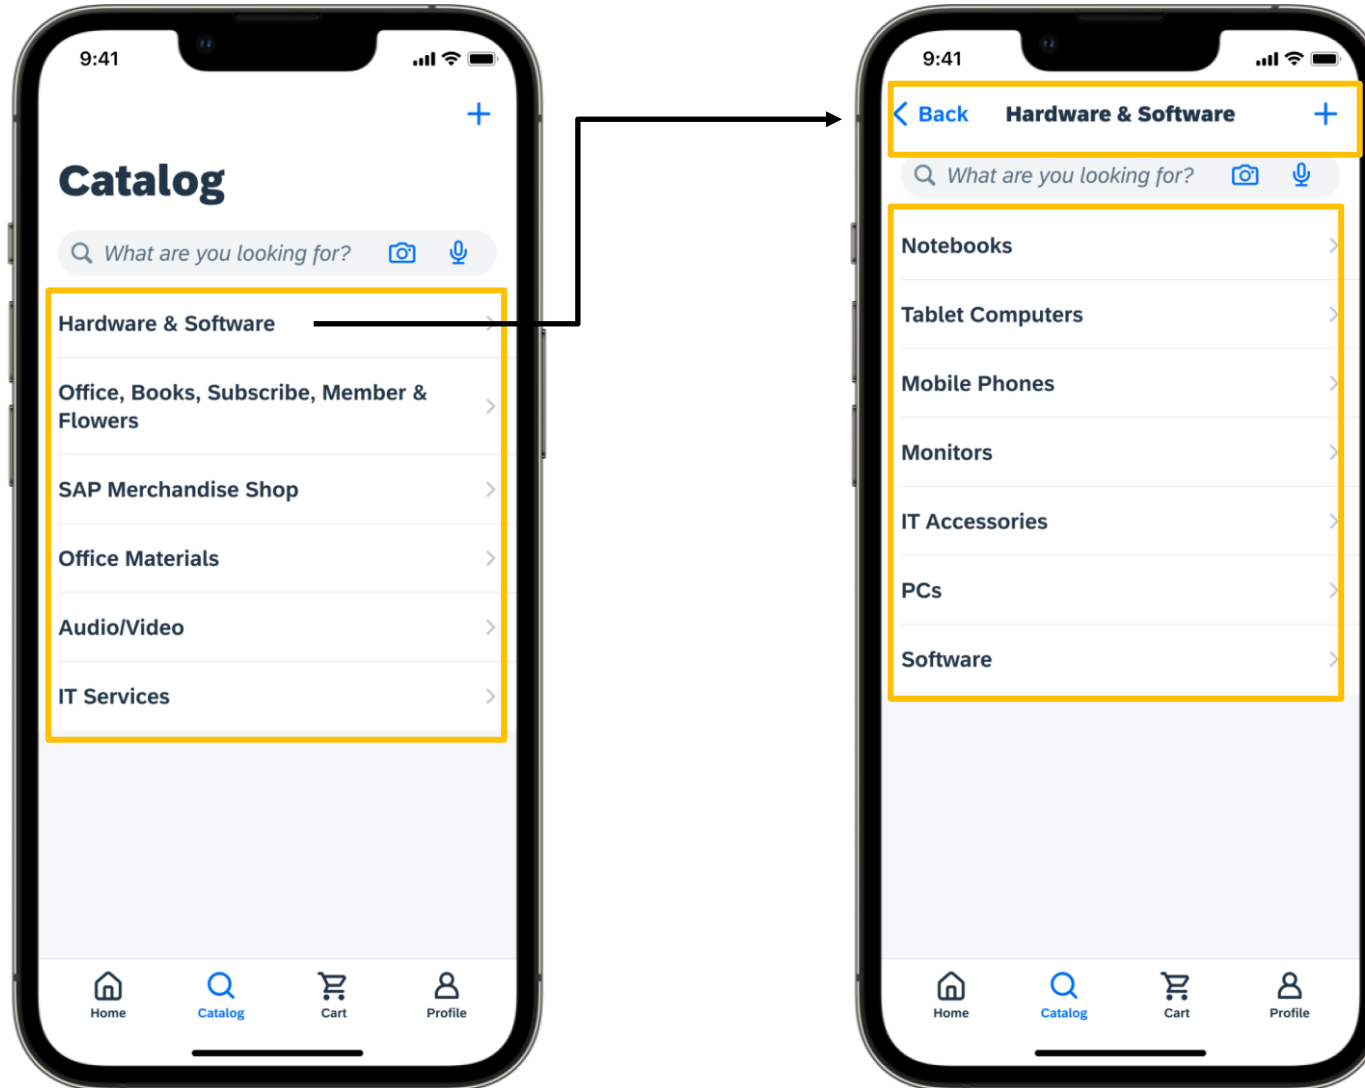 9:41
Catalog
What are you looking for?
Hardware & Software
Office, Books, Subscribe, Member &
Flowers
SAP Merchandise Shop
Office Materials
Audio/Video
IT Services
Home
Catalog
Cart
Profile
9:41
Back
Hardware & Software
What are you looking for?
Notebooks
Tablet Computers
Mobile Phones
Monitors
IT Accessories
PCs
Software
Home
Catalog
Cart
Profile